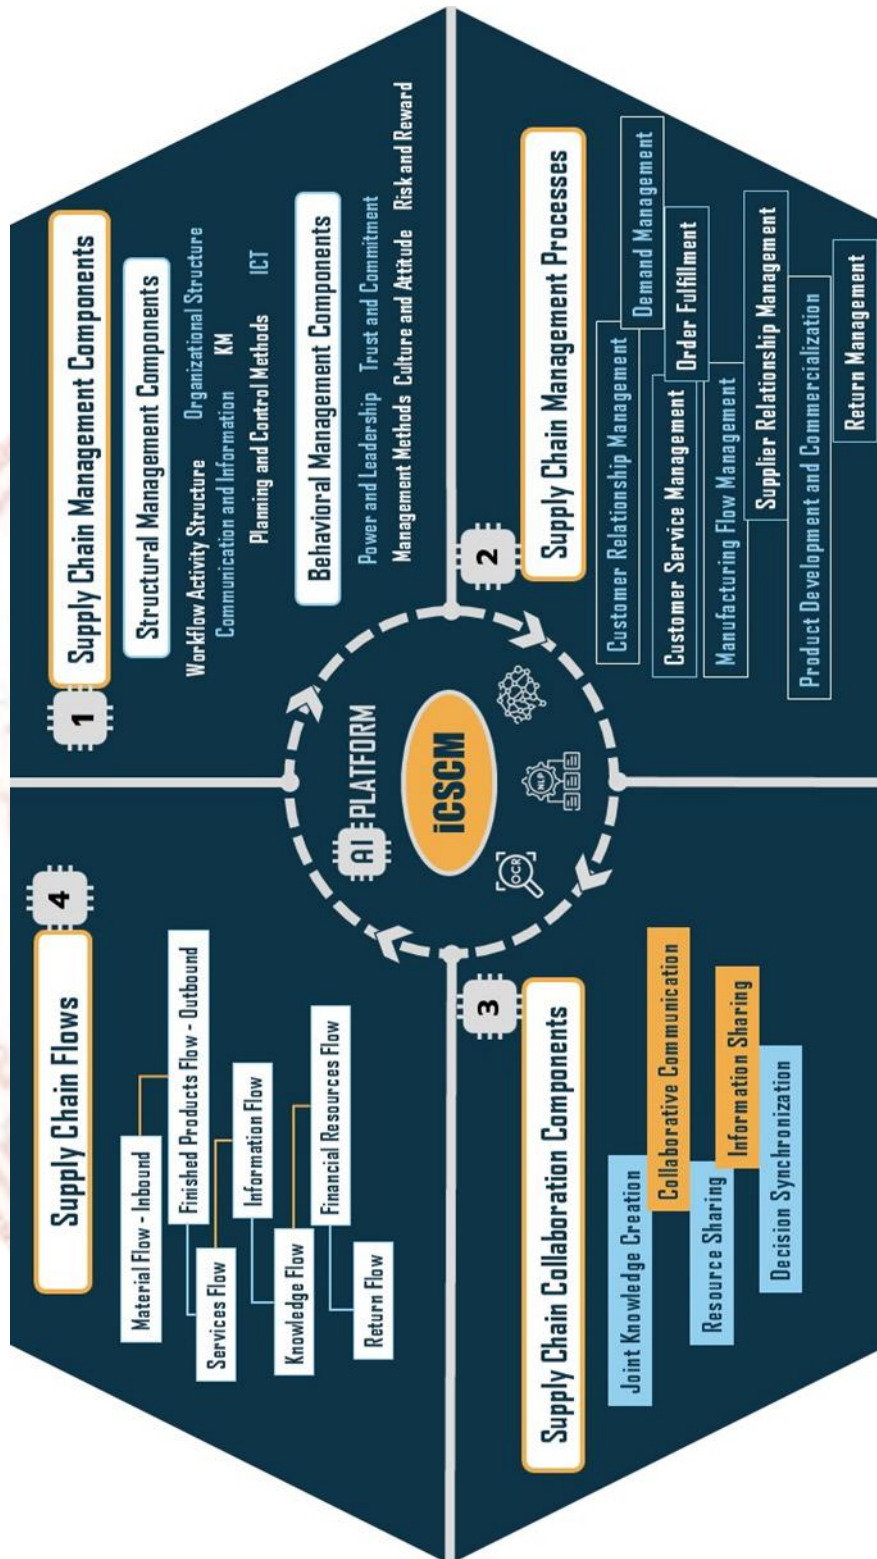 1
Supply Chain Management Components
Structural Management Components
Workflow Activity Structure
Organizational Structure
Communication and Information
KM
Planning and Control Methods
ICT
Behavioral Management Components
Power and Leadership
Trust and Commitment
Management Methods
Culture and Attitude
Risk and Reward
2
Supply Chain Management Processes
Customer Relationship Management
Demand Management
Customer Service Management
Order Fulfillment
Manufacturing Flow Management
Supplier Relationship Management
Product Development and Commercialization
Return Management
3
Supply Chain Collaboration Components
Joint Knowledge Creation
Collaborative Communication
Resource Sharing
Information Sharing
Decision Synchronization
4
Supply Chain Flows
Material Flow - Inbound
Finished Products Flow - Outbound
Services Flow
Information Flow
Knowledge Flow
Financial Resources Flow
Return Flow
AI PLATFORM
iCSCM
OCR
NLP